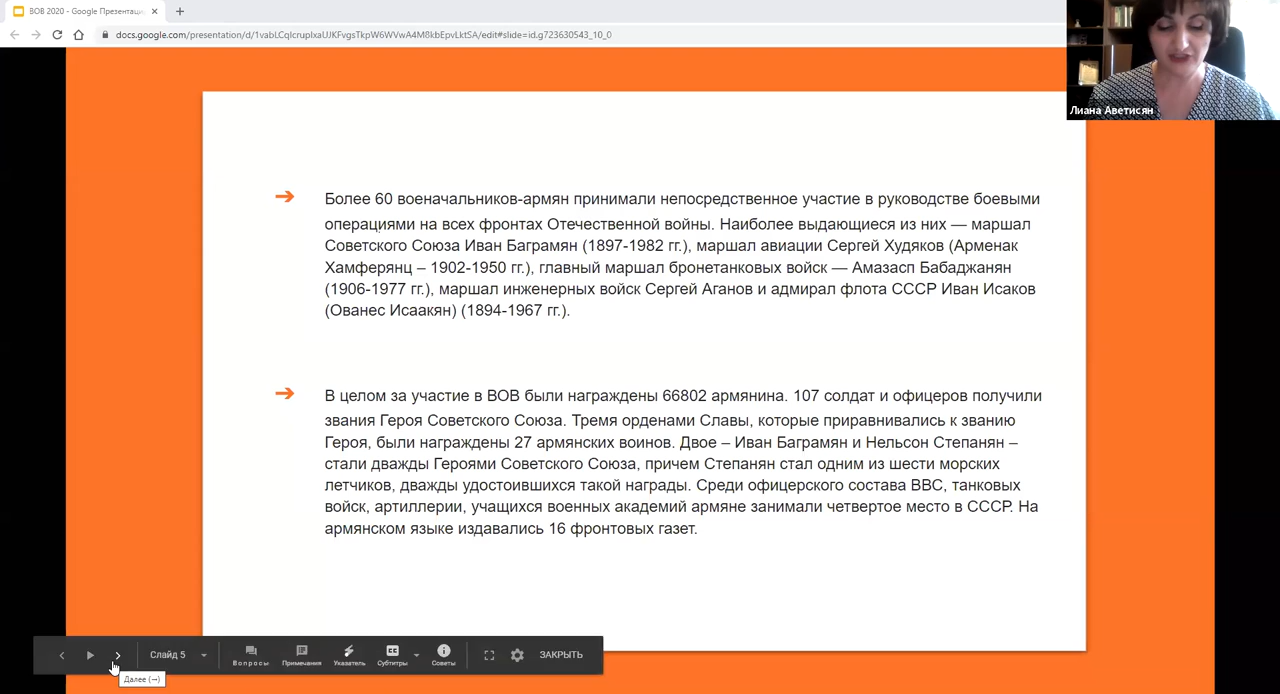 ВОВ 2020 - Google Презентаци
docs.google.com/presentation/d/1vabLCqIcrupIxaUJKFvgsTkpW6WVwA4M8kbEpvLktSA/edit#slide=id.g723630543_10_0
Лиана Аветисян
➔ Более 60 военачальников-армян принимали непосредственное участие в руководстве боевыми
операциями на всех фронтах Отечественной войны. Наиболее выдающиеся из них — маршал
Советского Союза Иван Баграмян (1897-1982 гг.), маршал авиации Сергей Худяков (Арменак
Хамферянц – 1902-1950 гг.), главный маршал бронетанковых войск — Амазасп Бабаджанян
(1906-1977 гг.), маршал инженерных войск Сергей Аганов и адмирал флота СССР Иван Исаков
(Ованес Исаакян) (1894-1967 гг.).
➔ В целом за участие в ВОВ были награждены 66802 армянина. 107 солдат и офицеров получили
звания Героя Советского Союза. Тремя орденами Славы, которые приравнивались к званию
Героя, были награждены 27 армянских воинов. Двое – Иван Баграмян и Нельсон Степанян –
стали дважды Героями Советского Союза, причем Степанян стал одним из шести морских
летчиков, дважды удостоившихся такой награды. Среди офицерского состава ВВС, танковых
войск, артиллерии, учащихся военных академий армяне занимали четвертое место в СССР. На
армянском языке издавались 16 фронтовых газет.
Слайд 5 Вопросы Примечания Указатель Субтитры Советы ЗАКРЫТЬ
Далее (→)